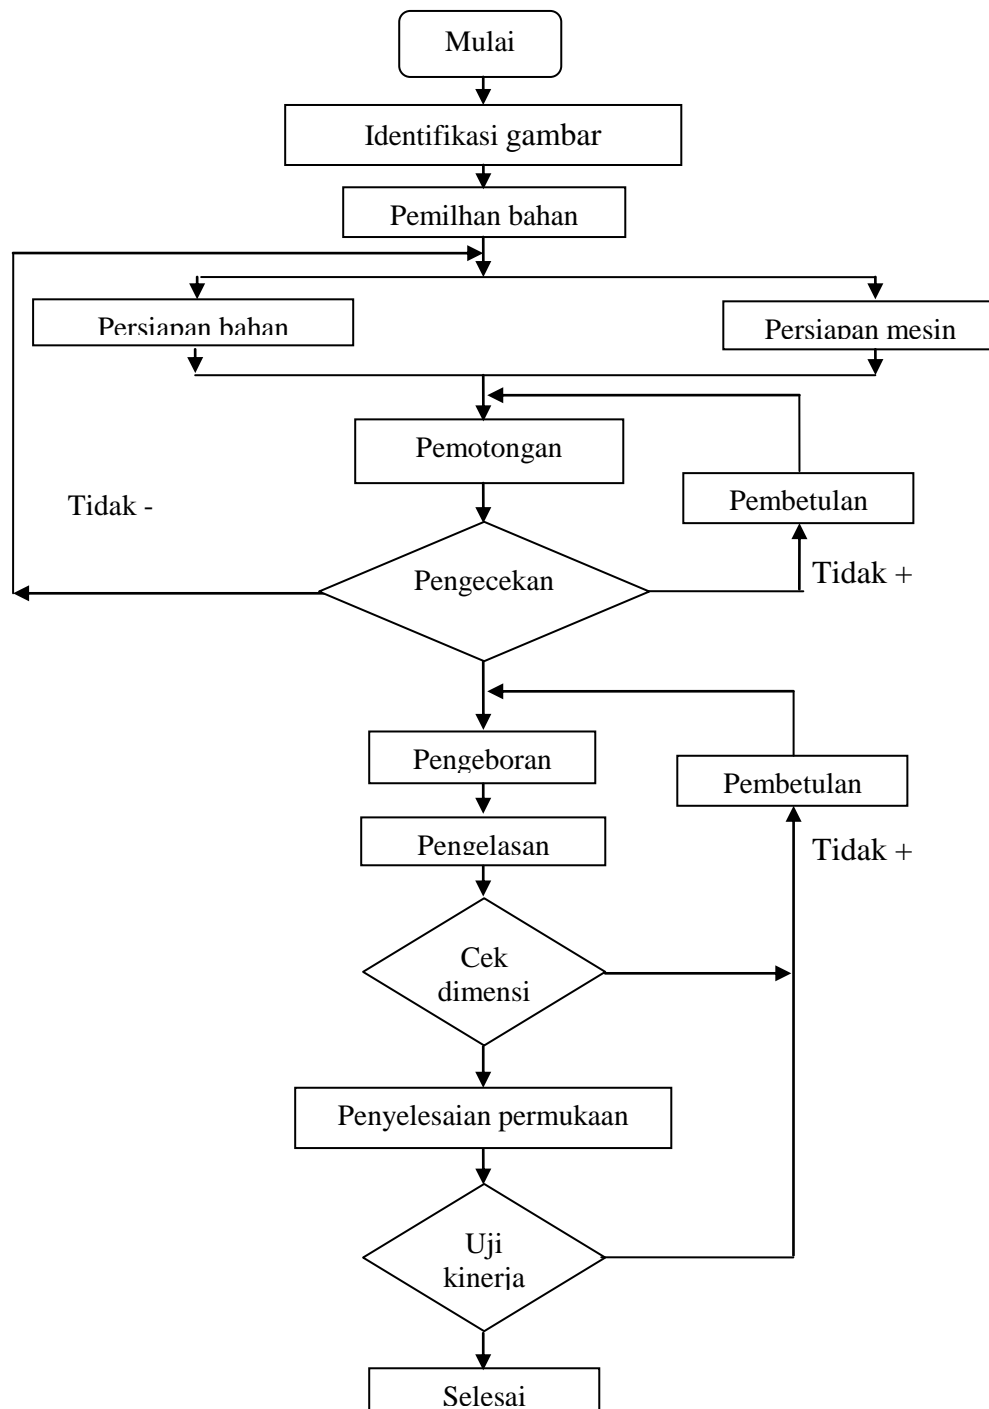 Mulai
Identifikasi gambar
Pemilhan bahan
Persiapan bahan
Persiapan mesin
Pemotongan
Tidak -
Pembetulan
Pengecekan
Tidak +
Pengeboran
Pembetulan
Pengelasan
Tidak +
Cek
dimensi
Penyelesaian permukaan
Uji
kinerja
Selesai